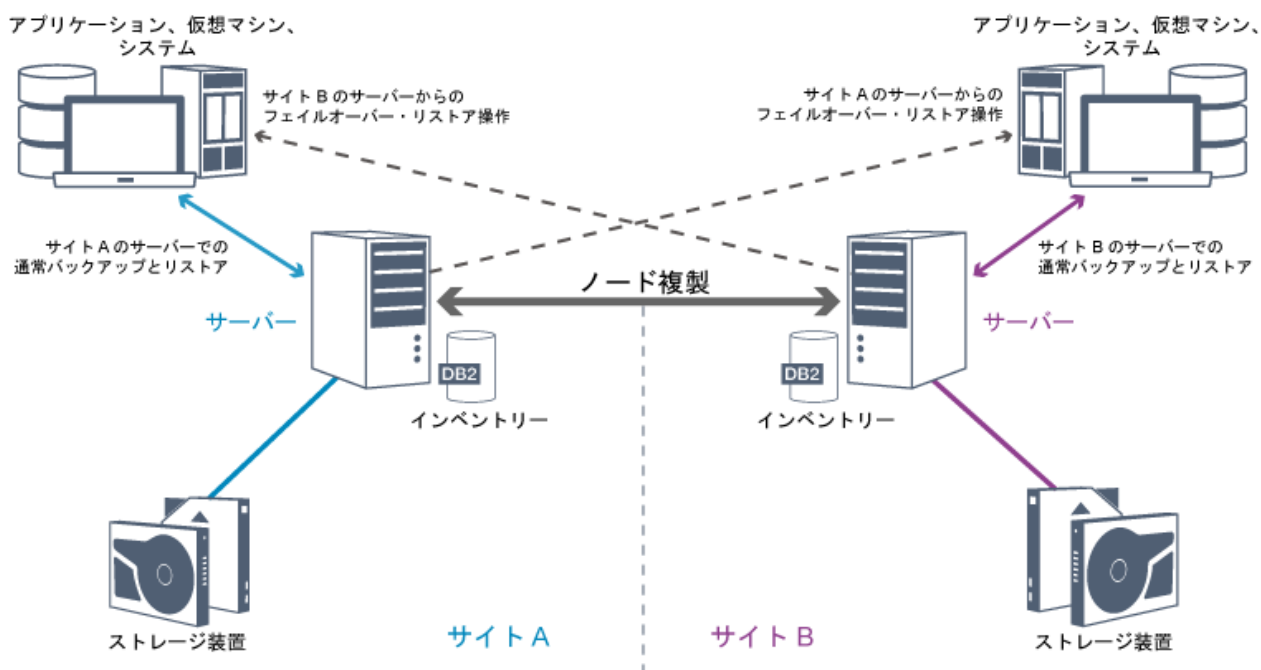 アプリケーション、仮想マシン、
システム
アプリケーション、仮想マシン、
システム
サイト B のサーバーからの
フェイルオーバー・リストア操作
サイト A のサーバーからの
フェイルオーバー・リストア操作
サイト A のサーバーでの
通常バックアップとリストア
サイト B のサーバーでの
通常バックアップとリストア
ノード複製
サーバー
サーバー
DB2
DB2
インベントリー
インベントリー
ストレージ装置
サイト A
サイト B
ストレージ装置